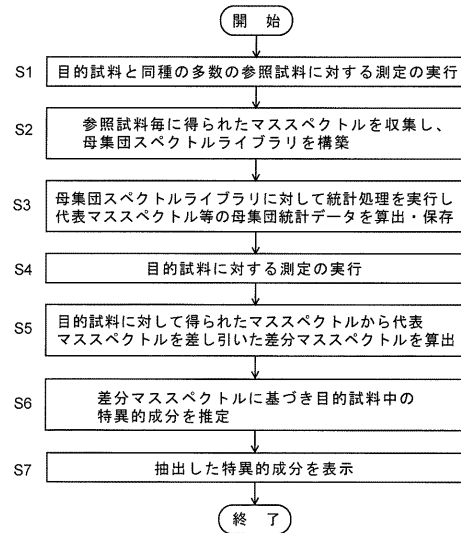 開 始
S1 目的試料と同種の多数の参照試料に対する測定の実行
S2 参照試料毎に得られたマススペクトルを収集し、
母集団スペクトルライブラリを構築
S3 母集団スペクトルライブラリに対して統計処理を実行し
代表マススペクトル等の母集団統計データを算出・保存
S4 目的試料に対する測定の実行
S5 目的試料に対して得られたマススペクトルから代表
マススペクトルを差し引いた差分マススペクトルを算出
S6 差分マススペクトルに基づき目的試料中の
特異的成分を推定
S7 抽出した特異的成分を表示
終 了